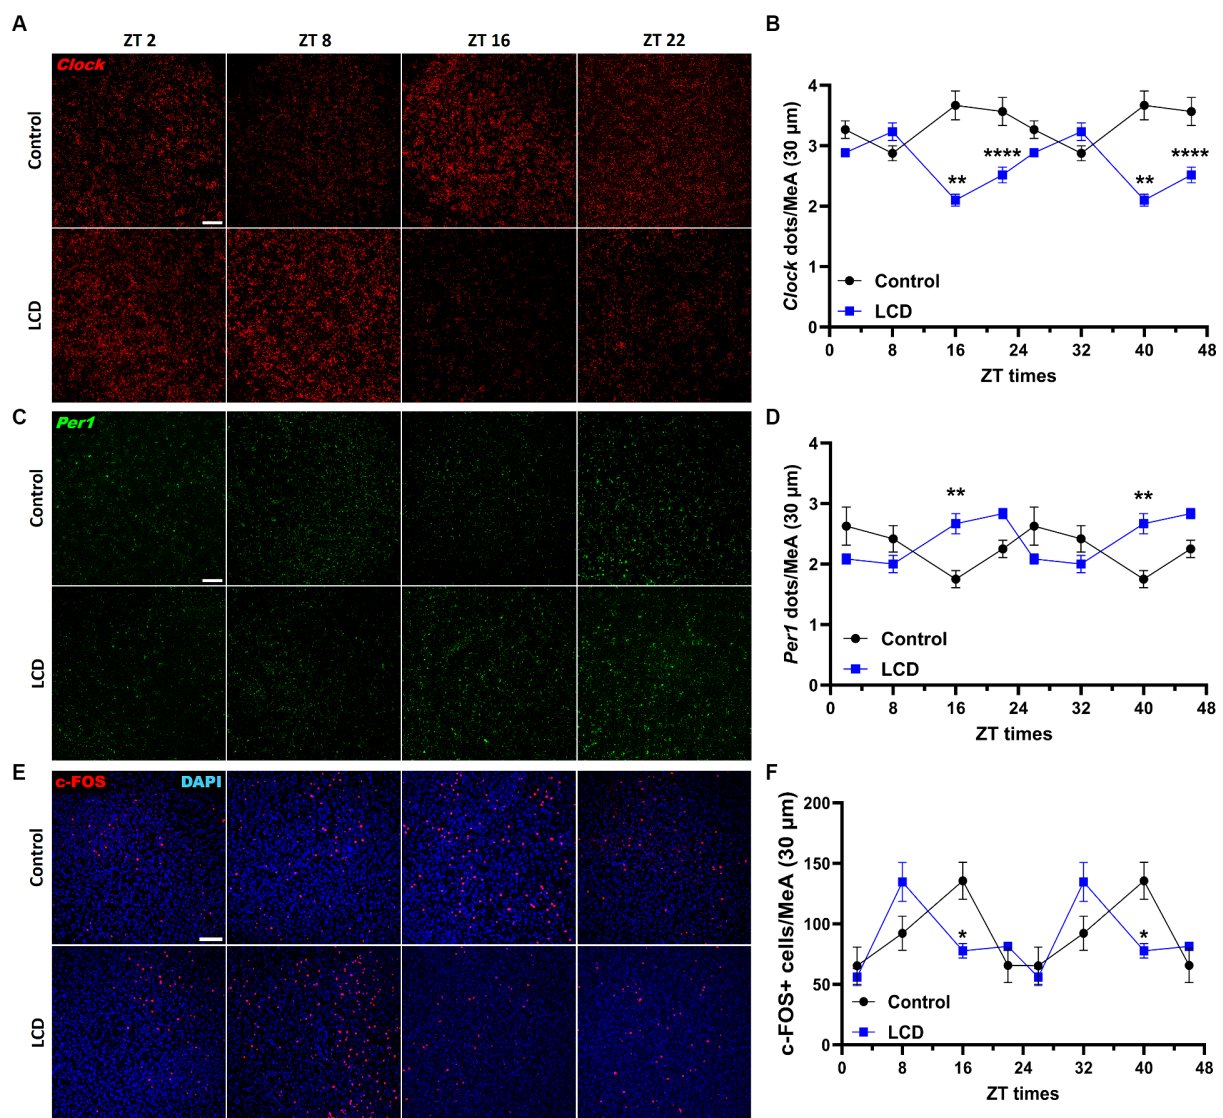 A
ZT 2
ZT 8
ZT 16
ZT 22
Clock
Control
LCD
B
Clock dots/MeA (30 µm)
4
3
2
1
0
**
****
**
****
Control
LCD
0
8
16
24
32
40
48
ZT times
C
Per1
Control
LCD
D
Per1 dots/MeA (30 µm)
4
3
2
1
0
**
**
Control
LCD
0
8
16
24
32
40
48
ZT times
E
c-FOS
DAPI
Control
LCD
F
c-FOS+ cells/MeA (30 µm)
200
150
100
50
0
*
*
Control
LCD
0
8
16
24
32
40
48
ZT times